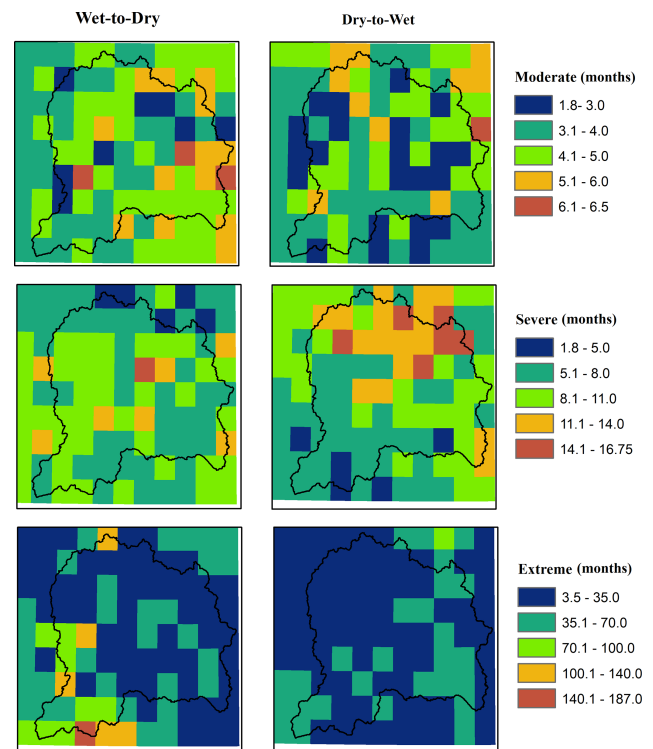 Wet-to-Dry
Dry-to-Wet
Moderate (months)
1.8- 3.0
3.1 - 4.0
4.1 - 5.0
5.1 - 6.0
6.1 - 6.5
Severe (months)
1.8 - 5.0
5.1 - 8.0
8.1 - 11.0
11.1 - 14.0
14.1 - 16.75
Extreme (months)
3.5 - 35.0
35.1 - 70.0
70.1 - 100.0
100.1 - 140.0
140.1 - 187.0